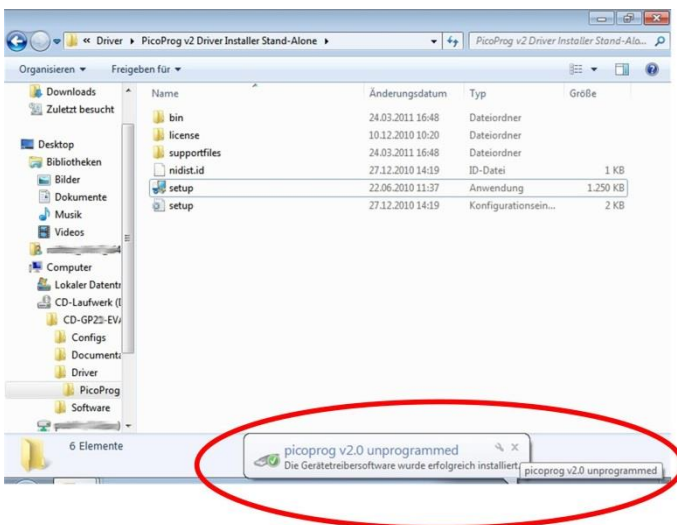 « Driver ▸ PicoProg v2 Driver Installer Stand-Alone ▸
PicoProg v2 Driver Installer Stand-Alo...
Organisieren
Freigeben für
Name
Änderungsdatum
Typ
Größe
bin
24.03.2011 16:48
Dateiordner
license
10.12.2010 10:20
Dateiordner
supportfiles
24.03.2011 16:48
Dateiordner
nidist.id
27.12.2010 14:19
ID-Datei
1 KB
setup
22.06.2010 11:37
Anwendung
1.250 KB
setup
27.12.2010 14:19
Konfigurationsein...
2 KB
Downloads
Zuletzt besucht
Desktop
Bibliotheken
Bilder
Dokumente
Musik
Videos
Computer
Lokaler Datentr
CD-Laufwerk (
Configs
Documenta
Driver
PicoProg
Software
6 Elemente
picoprog v2.0 unprogrammed
Die Gerätetreibersoftware wurde erfolgreich installiert.
picoprog v2.0 unprogrammed